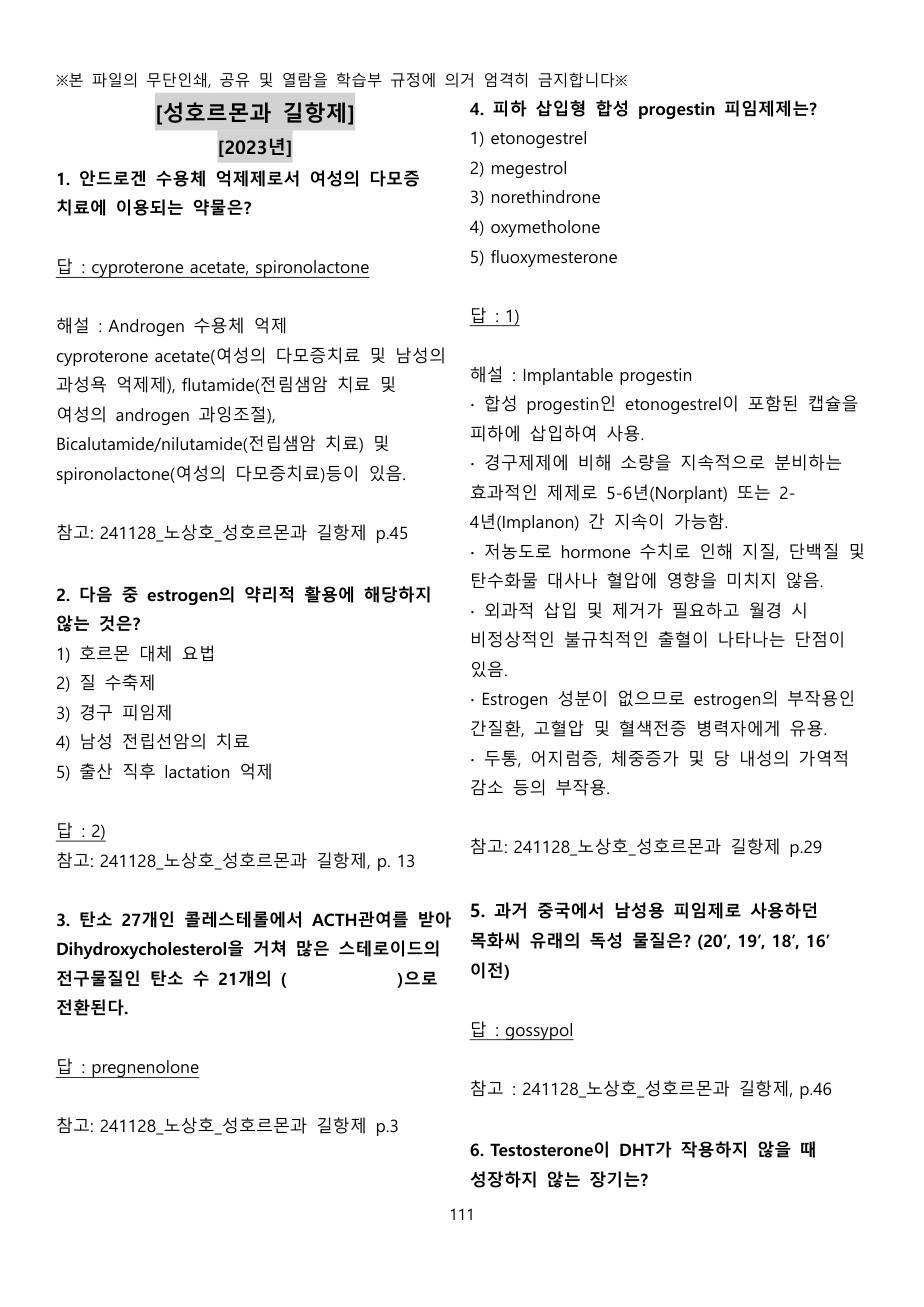 ※본 파일의 무단인쇄, 공유 및 열람을 학습부 규정에 의거 엄격히 금지합니다※
[성호르몬과 길항제]
[2023년]
1. 안드로겐 수용체 억제제로서 여성의 다모증
치료에 이용되는 약물은?
답 : cyproterone acetate, spironolactone
해설 : Androgen 수용체 억제
cyproterone acetate(여성의 다모증치료 및 남성의
과성욕 억제제), flutamide(전림샘암 치료 및
여성의 androgen 과잉조절),
Bicalutamide/nilutamide(전립샘암 치료) 및
spironolactone(여성의 다모증치료)등이 있음.
참고: 241128_노상호_성호르몬과 길항제 p.45
2. 다음 중 estrogen의 약리적 활용에 해당하지
않는 것은?
1) 호르몬 대체 요법
2) 질 수축제
3) 경구 피임제
4) 남성 전립선암의 치료
5) 출산 직후 lactation 억제
답 : 2)
참고: 241128_노상호_성호르몬과 길항제, p. 13
3. 탄소 27개인 콜레스테롤에서 ACTH관여를 받아
Dihydroxycholesterol을 거쳐 많은 스테로이드의
전구물질인 탄소 수 21개의 (            )으로
전환된다.
답 : pregnenolone
참고: 241128_노상호_성호르몬과 길항제 p.3
4. 피하 삽입형 합성 progestin 피임제제는?
1) etonogestrel
2) megestrol
3) norethindrone
4) oxymetholone
5) fluoxymesterone
답 : 1)
해설 : Implantable progestin
· 합성 progestin인 etonogestrel이 포함된 캡슐을
피하에 삽입하여 사용.
· 경구제제에 비해 소량을 지속적으로 분비하는
효과적인 제제로 5-6년(Norplant) 또는 2-
4년(Implanon) 간 지속이 가능함.
· 저농도로 hormone 수치로 인해 지질, 단백질 및
탄수화물 대사나 혈압에 영향을 미치지 않음.
· 외과적 삽입 및 제거가 필요하고 월경 시
비정상적인 불규칙적인 출혈이 나타나는 단점이
있음.
· Estrogen 성분이 없으므로 estrogen의 부작용인
간질환, 고혈압 및 혈색전증 병력자에게 유용.
· 두통, 어지럼증, 체중증가 및 당 내성의 가역적
감소 등의 부작용.
참고: 241128_노상호_성호르몬과 길항제 p.29
5. 과거 중국에서 남성용 피임제로 사용하던
목화씨 유래의 독성 물질은? (20’, 19’, 18’, 16’
이전)
답 : gossypol
참고 : 241128_노상호_성호르몬과 길항제, p.46
6. Testosterone이 DHT가 작용하지 않을 때
성장하지 않는 장기는?
111